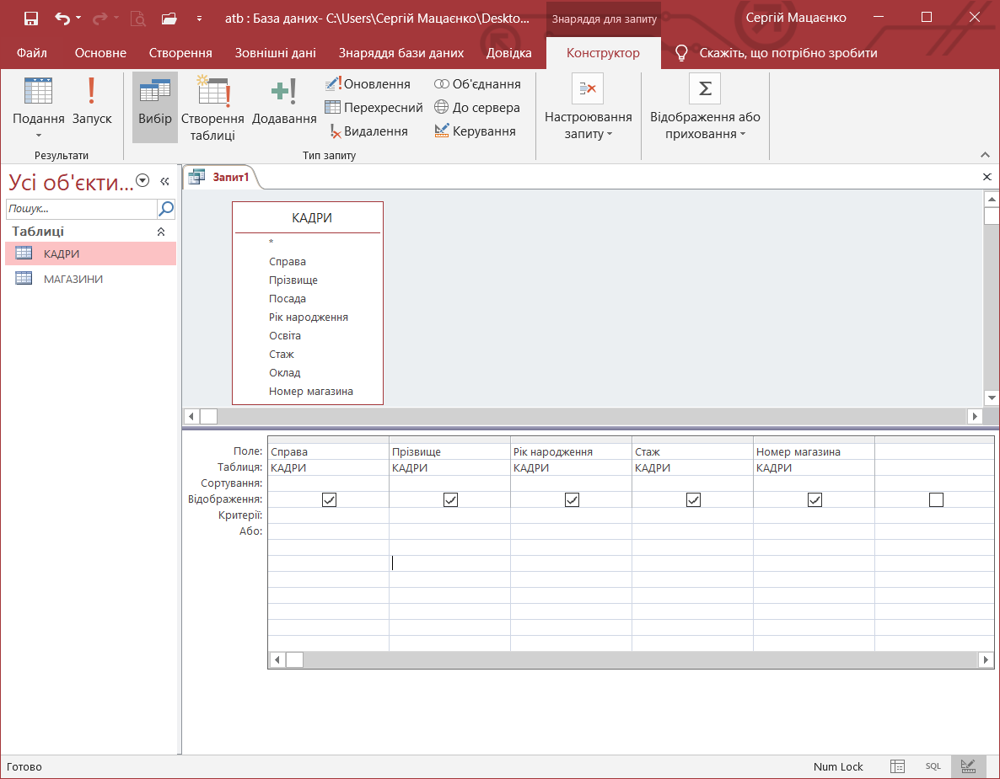 atb : База даних- C:\Users\Сергій Мацаєнко\Deskto...
Знаряддя для запиту
Сергій Мацаєнко
Файл
Основне
Створення
Зовнішні дані
Знаряддя бази даних
Довідка
Конструктор
Скажіть, що потрібно зробити
Подання
Запуск
Результати
Вибір
Створення
таблиці
Додавання
Оновлення
Перехресний
Видалення
Об'єднання
До сервера
Керування
Тип запиту
Настроювання
запиту
Відображення або
приховання
Усі об'єкти...
Пошук...
Таблиці
КАДРИ
МАГАЗИНИ
Запит1
КАДРИ
*
Справа
Прізвище
Посада
Рік народження
Освіта
Стаж
Оклад
Номер магазина
Поле: Справа Прізвище Рік народження Стаж Номер магазина
Таблиця: КАДРИ КАДРИ КАДРИ КАДРИ КАДРИ
Сортування:
Відображення:
Критерії:
Або:
Готово
Num Lock
SQL